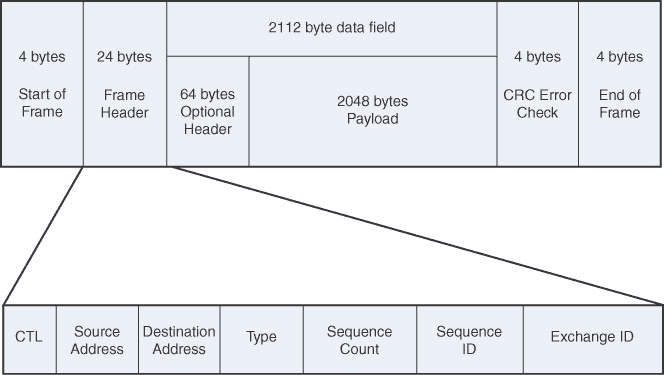 4 bytes
Start of
Frame
24 bytes
Frame
Header
2112 byte data field
64 bytes
Optional
Header
2048 bytes
Payload
4 bytes
CRC Error
Check
4 bytes
End of
Frame
CTL
Source
Address
Destination
Address
Type
Sequence
Count
Sequence
ID
Exchange ID